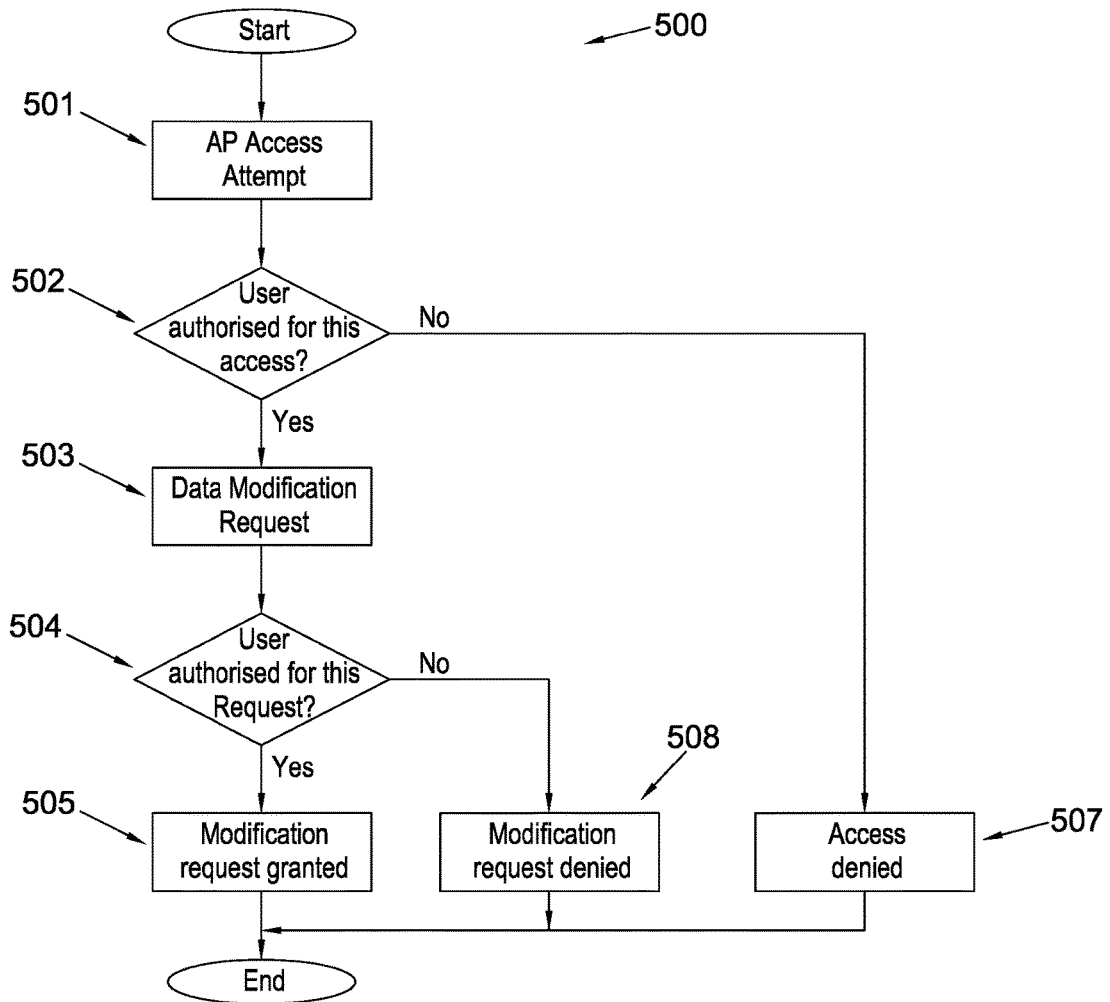 Start
500
501
AP Access
Attempt
502
User
authorised for this
access?
No
Yes
503
Data Modification
Request
504
User
authorised for this
Request?
No
Yes
508
505
Modification
request granted
Modification
request denied
Access
denied
507
End